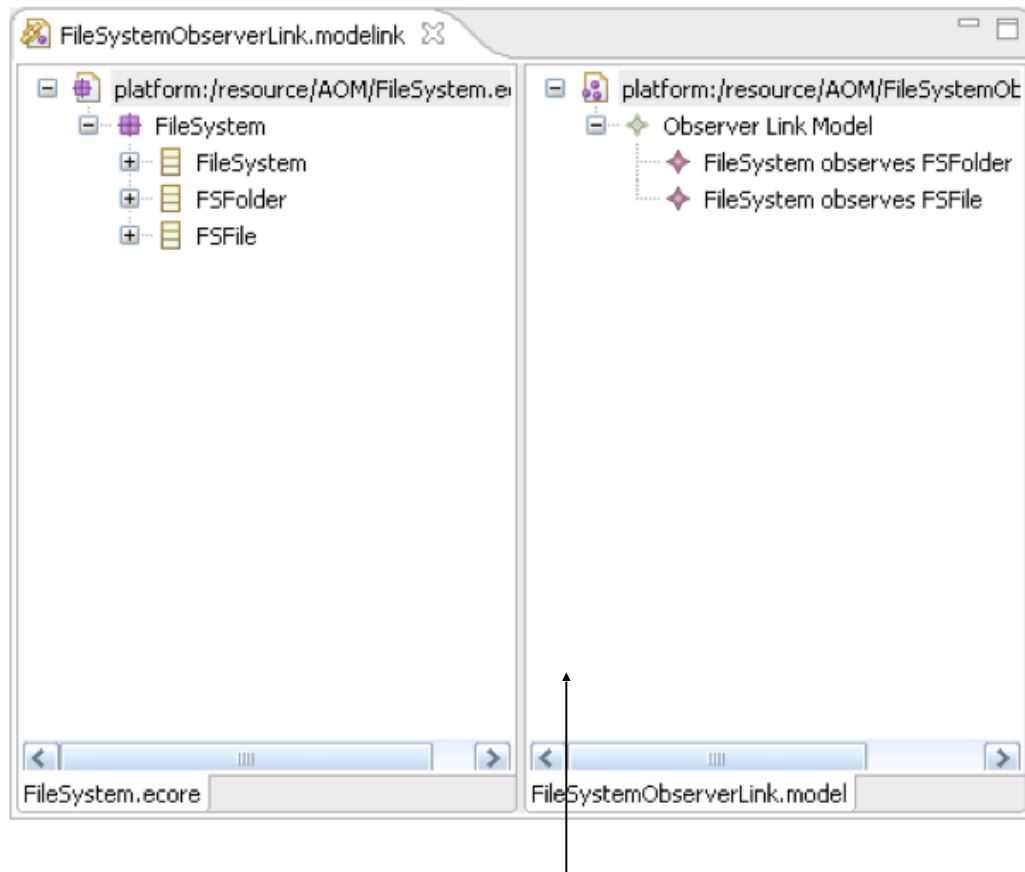 FileSystemObserverLink.modelink
platform:/resource/AOM/FileSystem.e
FileSystem
FileSystem
FSFolder
FSFile
FileSystem.ecore
platform:/resource/AOM/FileSystemOb
Observer Link Model
FileSystem observes FSFolder
FileSystem observes FSFile
FileSystemObserverLink.model